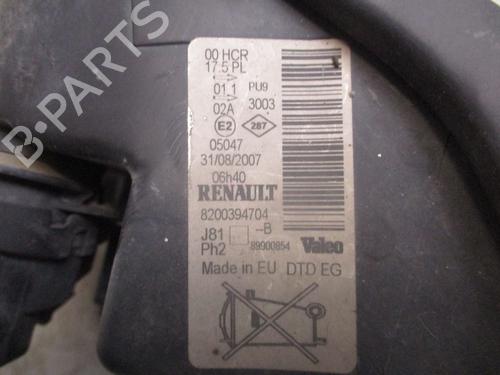 00 HCR
17.5 PL
01.1 PU9
02A 3003
E2 287
05047
31/08/2007
06h40
RENAULT
8200394704
J81 --B
Ph2 89900854 Valeo
Made in EU DTD EG
B-PARTS
B-PARTS